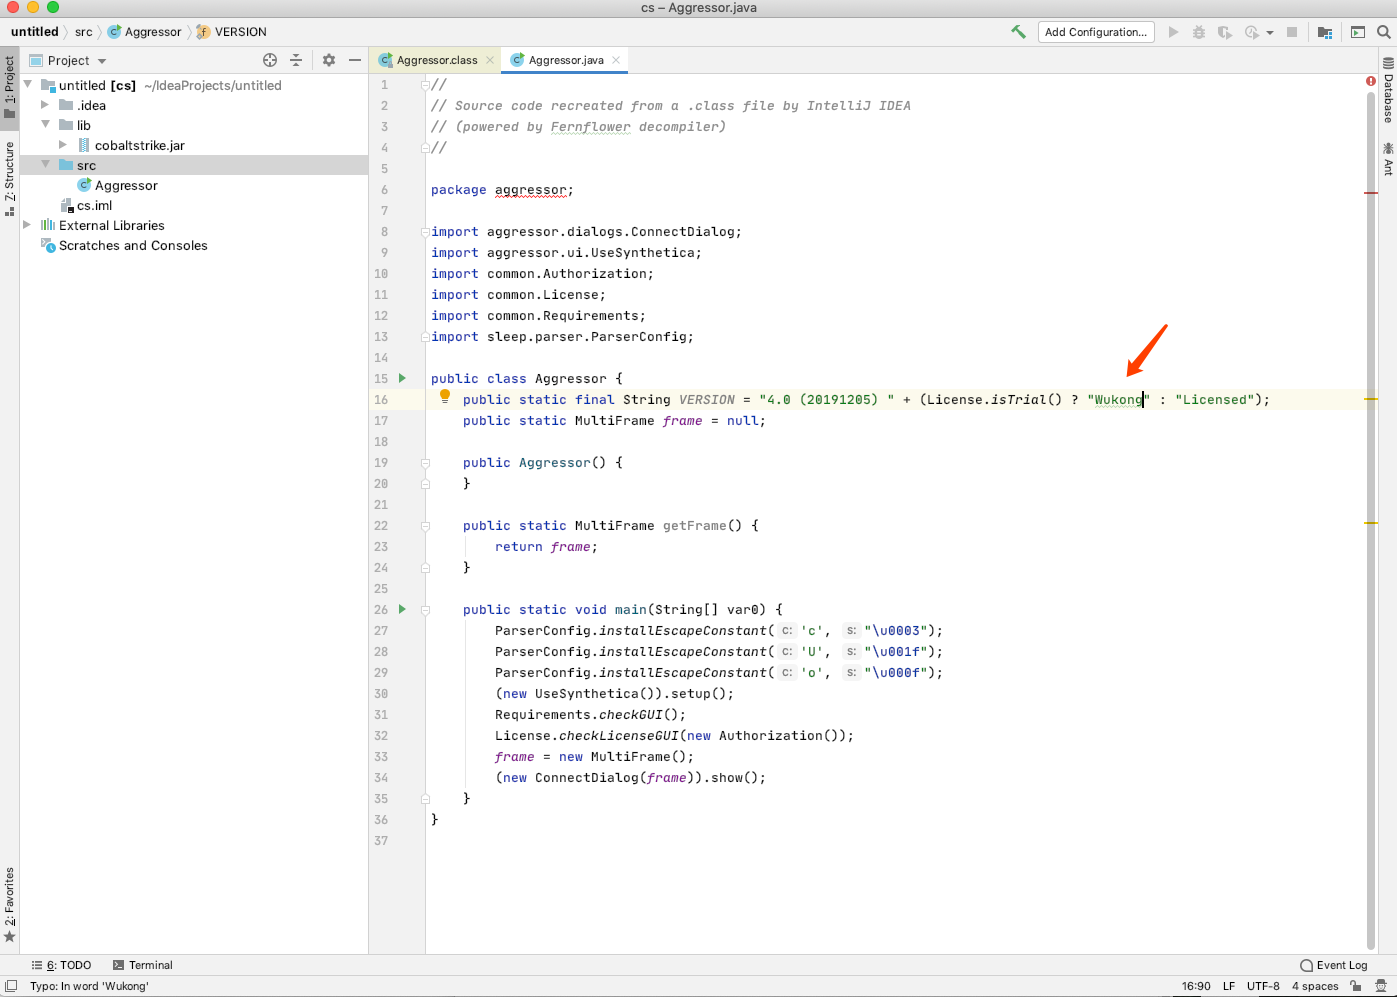 cs – Aggressor.java
untitled src Aggressor VERSION Add Configuration...
Project
Aggressor.class Aggressor.java
1: Project
Z: Structure
2: Favorites
untitled [cs] ~/IdeaProjects/untitled
.idea
lib
cobaltstrike.jar
src
Aggressor
cs.iml
External Libraries
Scratches and Consoles
1 //
2 // Source code recreated from a .class file by IntelliJ IDEA
3 // (powered by Fernflower decompiler)
4 //
5
6 package aggressor;
7
8 import aggressor.dialogs.ConnectDialog;
9 import aggressor.ui.UseSynthetica;
10 import common.Authorization;
11 import common.License;
12 import common.Requirements;
13 import sleep.parser.ParserConfig;
14
15 public class Aggressor {
16 public static final String VERSION = "4.0 (20191205) " + (License.isTrial() ? "Wukong" : "Licensed");
17 public static MultiFrame frame = null;
18
19 public Aggressor() {
20 }
21
22 public static MultiFrame getFrame() {
23 return frame;
24 }
25
26 public static void main(String[] var0) {
27 ParserConfig.installEscapeConstant( c: 'c', s: "\u0003");
28 ParserConfig.installEscapeConstant( c: 'U', s: "\u001f");
29 ParserConfig.installEscapeConstant( c: 'o', s: "\u000f");
30 (new UseSynthetica()).setup();
31 Requirements.checkGUI();
32 License.checkLicenseGUI(new Authorization());
33 frame = new MultiFrame();
34 (new ConnectDialog(frame)).show();
35 }
36 }
37
Database
Ant
6: TODO Terminal Event Log
Typo: In word 'Wukong' 16:90 LF UTF-8 4 spaces